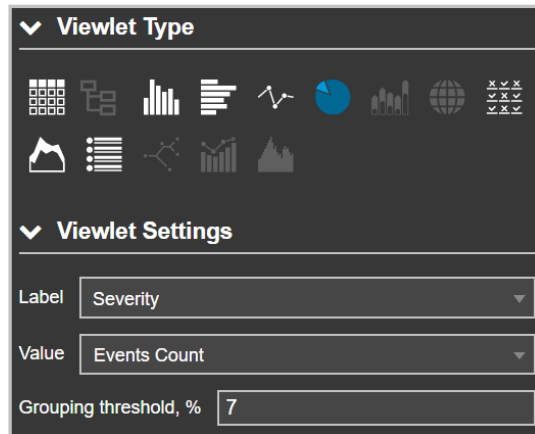 Viewlet Type
Viewlet Settings
Label Severity
Value Events Count
Grouping threshold, % 7